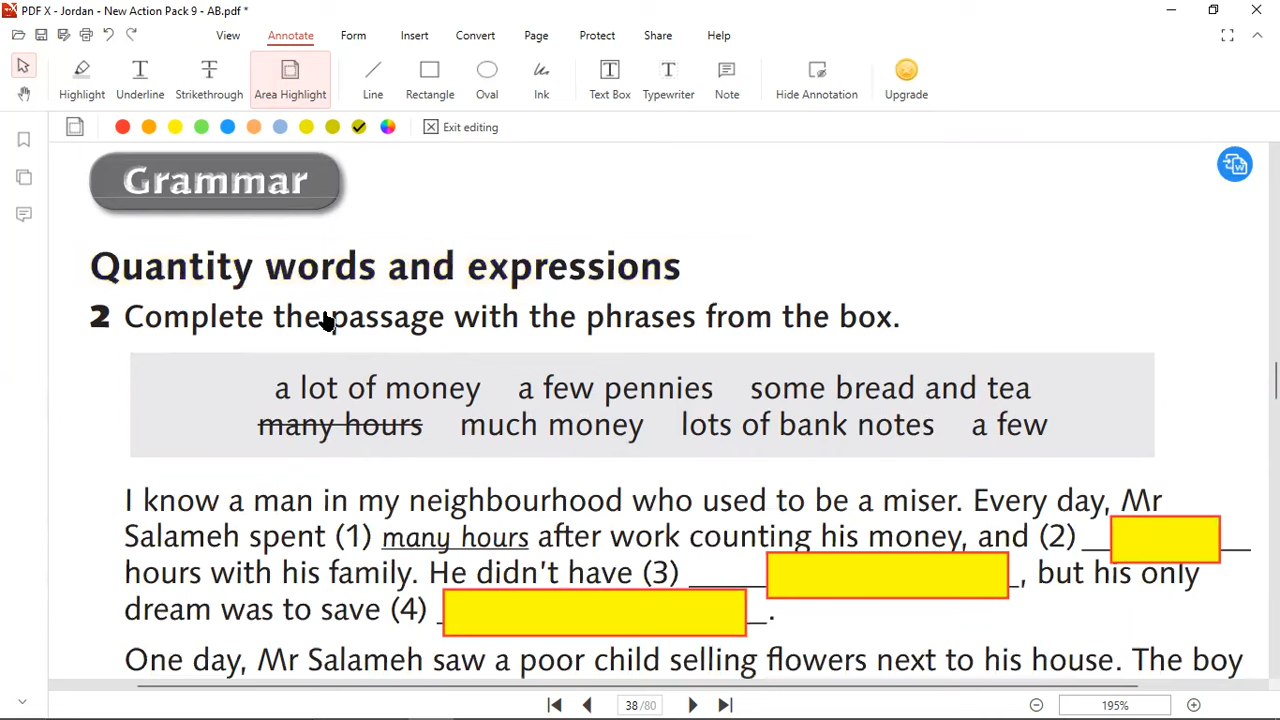 PDF X - Jordan - New Action Pack 9 - AB.pdf *
View Annotate Form Insert Convert Page Protect Share Help
Highlight Underline Strikethrough Area Highlight Line Rectangle Oval Ink Text Box Typewriter Note Hide Annotation Upgrade
Exit editing
Grammar
Quantity words and expressions
2 Complete the passage with the phrases from the box.
a lot of money a few pennies some bread and tea
many hours much money lots of bank notes a few
I know a man in my neighbourhood who used to be a miser. Every day, Mr
Salameh spent (1) many hours after work counting his money, and (2) __ __
hours with his family. He didn't have (3) _____ _, but his only
dream was to save (4) _ __.
One day, Mr Salameh saw a poor child selling flowers next to his house. The boy
38/80
195%